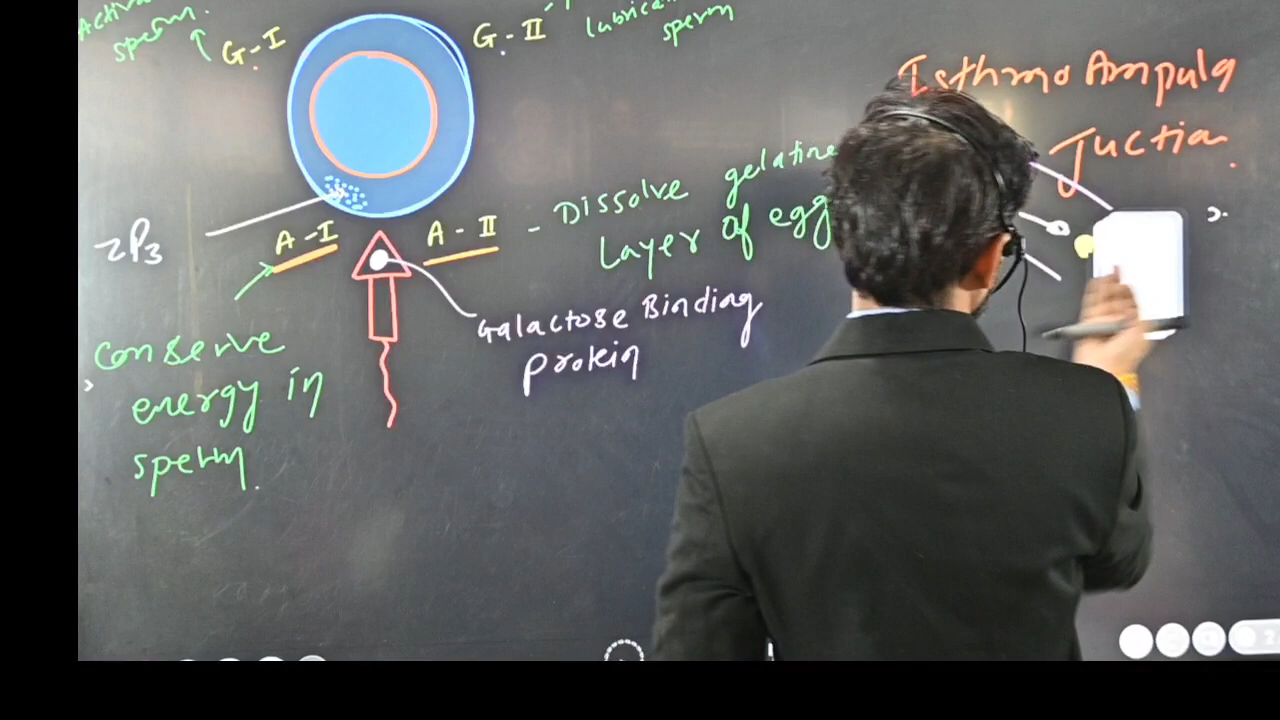 sperm.
G.-I
G.-II
sperm
Isthmo Ampula
Juction
ZP3
A-I
A-II - Dissolve gelatine
Layer of egg
Galactose Binding
protein
Conserve
energy in
sperm.